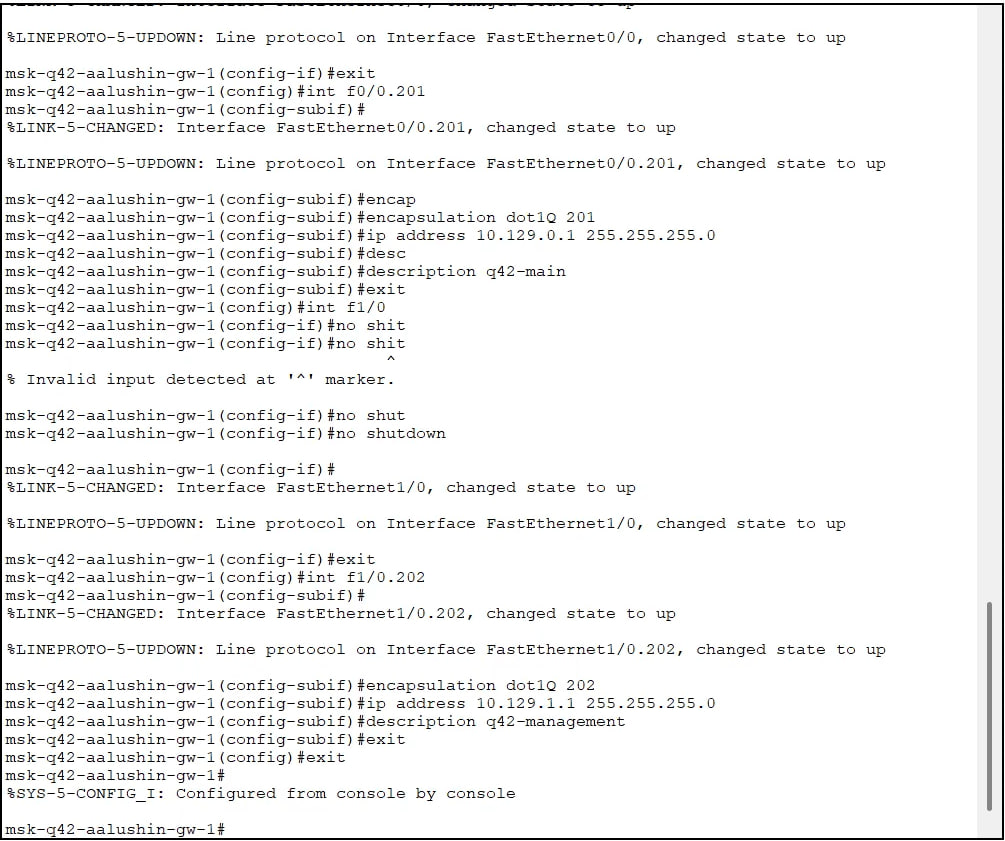 %LINEPROTO-5-UPDOWN: Line protocol on Interface FastEthernet0/0, changed state to up
msk-q42-aalushin-gw-1(config-if)#exit
msk-q42-aalushin-gw-1(config)#int f0/0.201
msk-q42-aalushin-gw-1(config-subif)#
%LINK-5-CHANGED: Interface FastEthernet0/0.201, changed state to up
%LINEPROTO-5-UPDOWN: Line protocol on Interface FastEthernet0/0.201, changed state to up
msk-q42-aalushin-gw-1(config-subif)#encap
msk-q42-aalushin-gw-1(config-subif)#encapsulation dot1Q 201
msk-q42-aalushin-gw-1(config-subif)#ip address 10.129.0.1 255.255.255.0
msk-q42-aalushin-gw-1(config-subif)#desc
msk-q42-aalushin-gw-1(config-subif)#description q42-main
msk-q42-aalushin-gw-1(config-subif)#exit
msk-q42-aalushin-gw-1(config)#int f1/0
msk-q42-aalushin-gw-1(config-if)#no shit
msk-q42-aalushin-gw-1(config-if)#no shit
^
% Invalid input detected at '^' marker.
msk-q42-aalushin-gw-1(config-if)#no shut
msk-q42-aalushin-gw-1(config-if)#no shutdown
msk-q42-aalushin-gw-1(config-if)#
%LINK-5-CHANGED: Interface FastEthernet1/0, changed state to up
%LINEPROTO-5-UPDOWN: Line protocol on Interface FastEthernet1/0, changed state to up
msk-q42-aalushin-gw-1(config-if)#exit
msk-q42-aalushin-gw-1(config)#int f1/0.202
msk-q42-aalushin-gw-1(config-subif)#
%LINK-5-CHANGED: Interface FastEthernet1/0.202, changed state to up
%LINEPROTO-5-UPDOWN: Line protocol on Interface FastEthernet1/0.202, changed state to up
msk-q42-aalushin-gw-1(config-subif)#encapsulation dot1Q 202
msk-q42-aalushin-gw-1(config-subif)#ip address 10.129.1.1 255.255.255.0
msk-q42-aalushin-gw-1(config-subif)#description q42-management
msk-q42-aalushin-gw-1(config-subif)#exit
msk-q42-aalushin-gw-1(config)#exit
msk-q42-aalushin-gw-1#
%SYS-5-CONFIG_I: Configured from console by console
msk-q42-aalushin-gw-1#